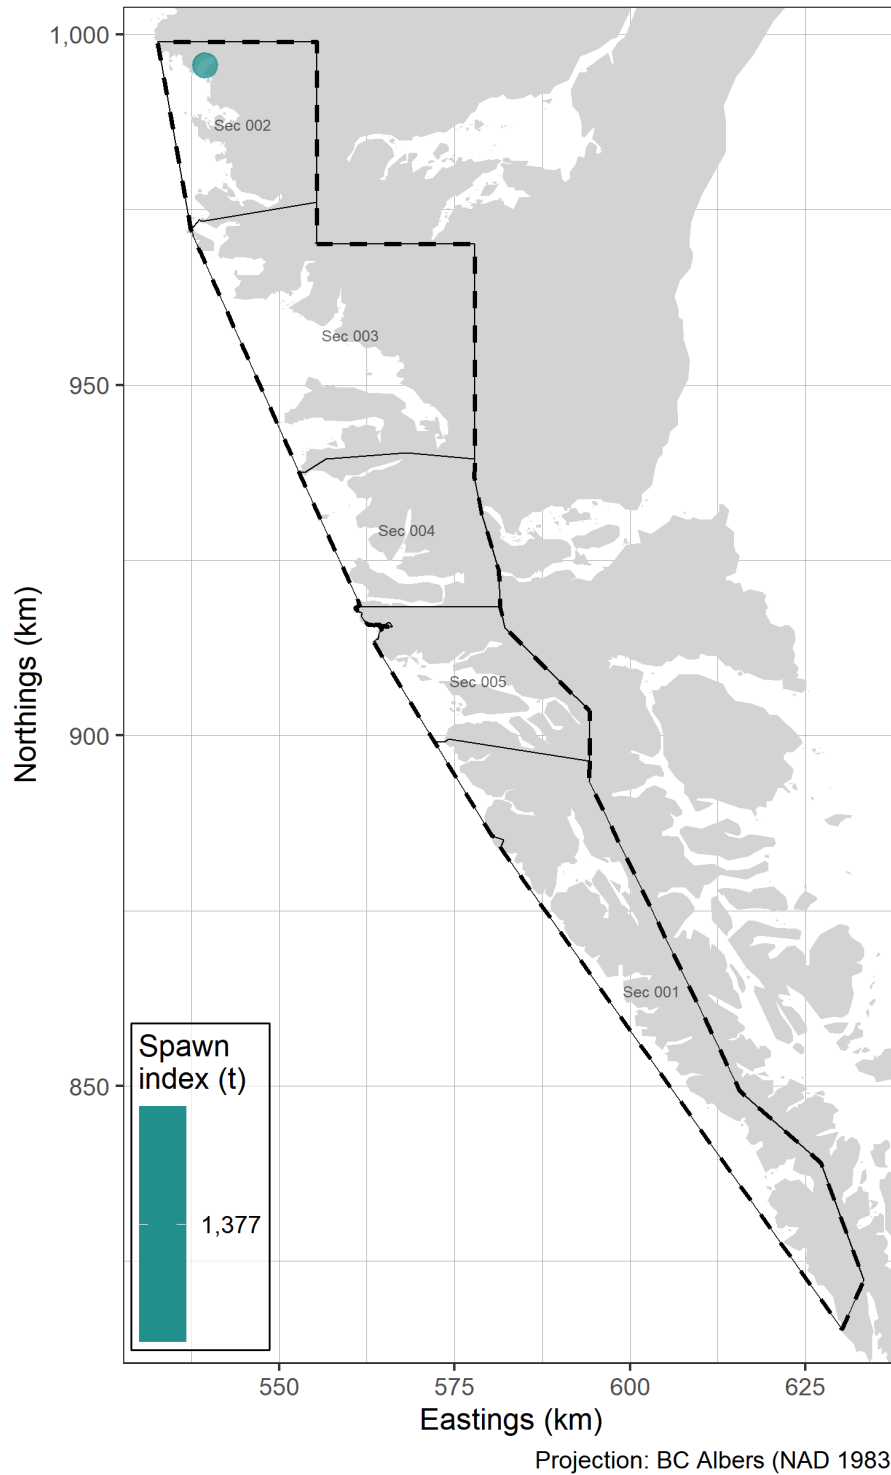 1,000
Sec 002
Sec 003
950
Sec 004
Sec 005
900
Sec 001
850
Northings (km)
Spawn
index (t)
1,377
550 575 600 625
Eastings (km)
Projection: BC Albers (NAD 1983